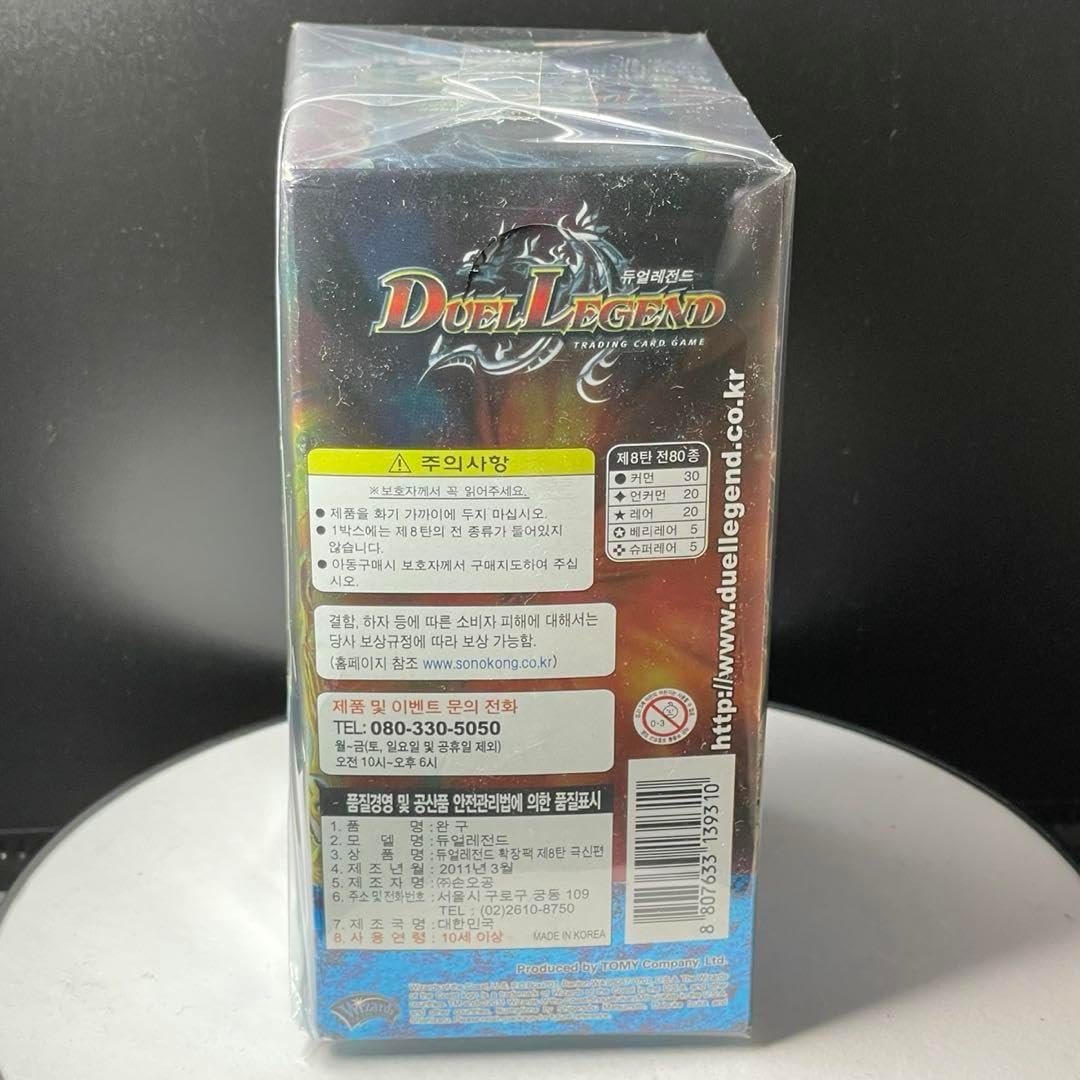 듀얼레전드
DUEL LEGEND
TRADING CARD GAME
⚠ 주의사항
※보호자께서 꼭 읽어주세요.
● 제품을 화기 가까이에 두지 마십시오.
● 1박스에는 제8탄의 전 종류가 들어있지
않습니다.
● 아동구매시 보호자께서 구매지도하여 주십
시오.
제8탄 전80종
● 커먼 30
✦ 언커먼 20
★ 레어 20
✪ 베리레어 5
슈퍼레어 5
http://www.duellegend.co.kr
결함, 하자 등에 따른 소비자 피해에 대해서는
당사 보상규정에 따라 보상 가능함.
(홈페이지 참조 www.sonokong.co.kr)
제품 및 이벤트 문의 전화
TEL: 080-330-5050
월~금(토, 일요일 및 공휴일 제외)
오전 10시~오후 6시
0-3
품질경영 및 공산품 안전관리법에 의한 품질표시
1. 품 명 : 완 구
2. 모 델 명 : 듀얼레전드
3. 상 품 명 : 듀얼레전드 확장팩 제8탄 극신편
4. 제 조 년 월 : 2011년 3월
5. 제 조 자 명 : ㈜손오공
6. 주소 및 전화번호 : 서울시 구로구 궁동 109
TEL : (02)2610-8750
7. 제 조 국 명 : 대한민국
8. 사 용 연 령 : 10세 이상
MADE IN KOREA
8 807633 139310
Produced by TOMY Company, Ltd.
Wizards